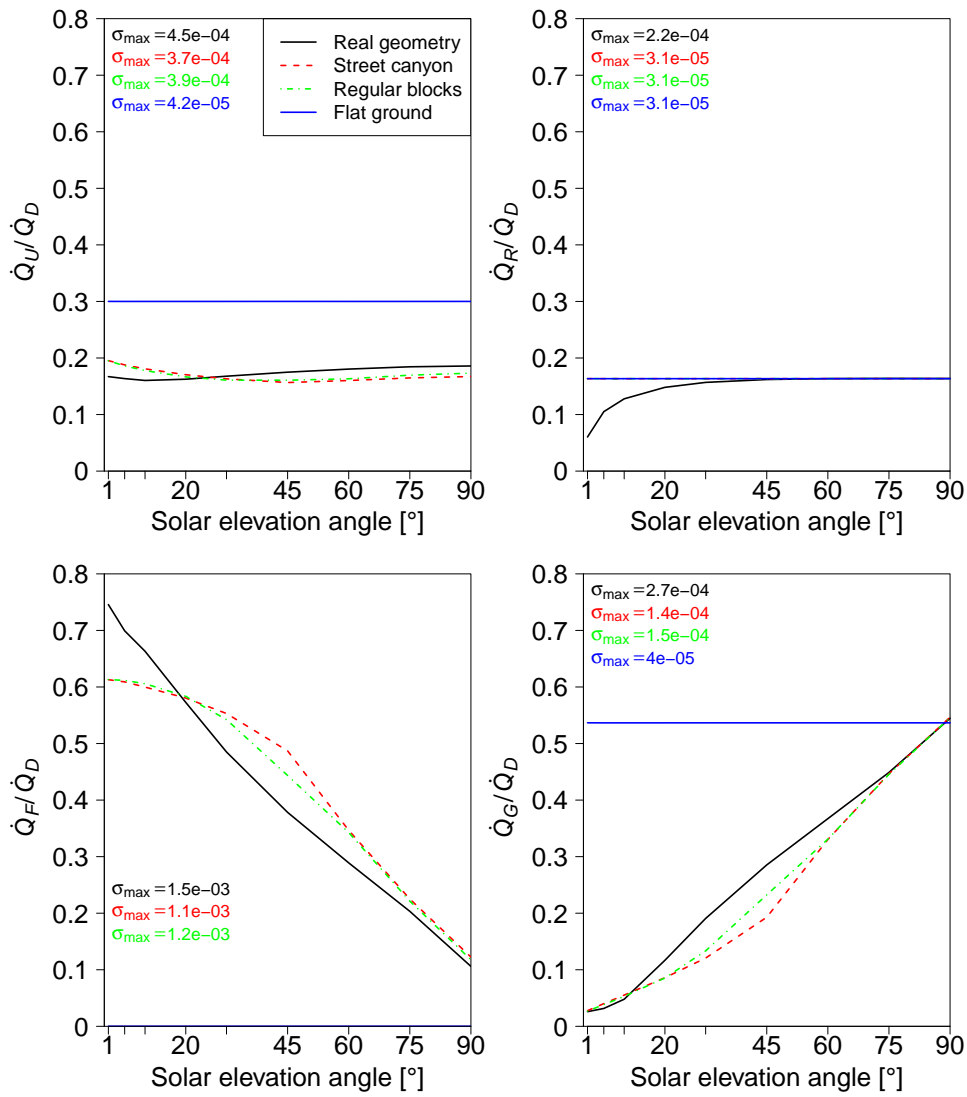 σmax=4.5e−04
σmax=3.7e−04
σmax=3.9e−04
σmax=4.2e−05
Real geometry
Street canyon
Regular blocks
Flat ground
Q̇U/Q̇D
0.8
0.7
0.6
0.5
0.4
0.3
0.2
0.1
0
1 20 45 60 75 90
Solar elevation angle [°]
σmax=2.2e−04
σmax=3.1e−05
σmax=3.1e−05
σmax=3.1e−05
Q̇R/Q̇D
0.8
0.7
0.6
0.5
0.4
0.3
0.2
0.1
0
1 20 45 60 75 90
Solar elevation angle [°]
Q̇F/Q̇D
0.8
0.7
0.6
0.5
0.4
0.3
0.2
0.1
0
σmax=1.5e−03
σmax=1.1e−03
σmax=1.2e−03
1 20 45 60 75 90
Solar elevation angle [°]
σmax=2.7e−04
σmax=1.4e−04
σmax=1.5e−04
σmax=4e−05
Q̇G/Q̇D
0.8
0.7
0.6
0.5
0.4
0.3
0.2
0.1
0
1 20 45 60 75 90
Solar elevation angle [°]